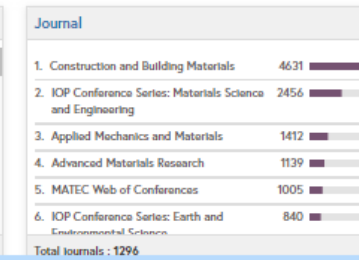 Journal
1. Construction and Building Materials 4631
2. IOP Conference Series: Materials Science 2456
and Engineering
3. Applied Mechanics and Materials 1412
4. Advanced Materials Research 1139
5. MATEC Web of Conferences 1005
6. IOP Conference Series: Earth and 840
Environmental Science
Total journals : 1296